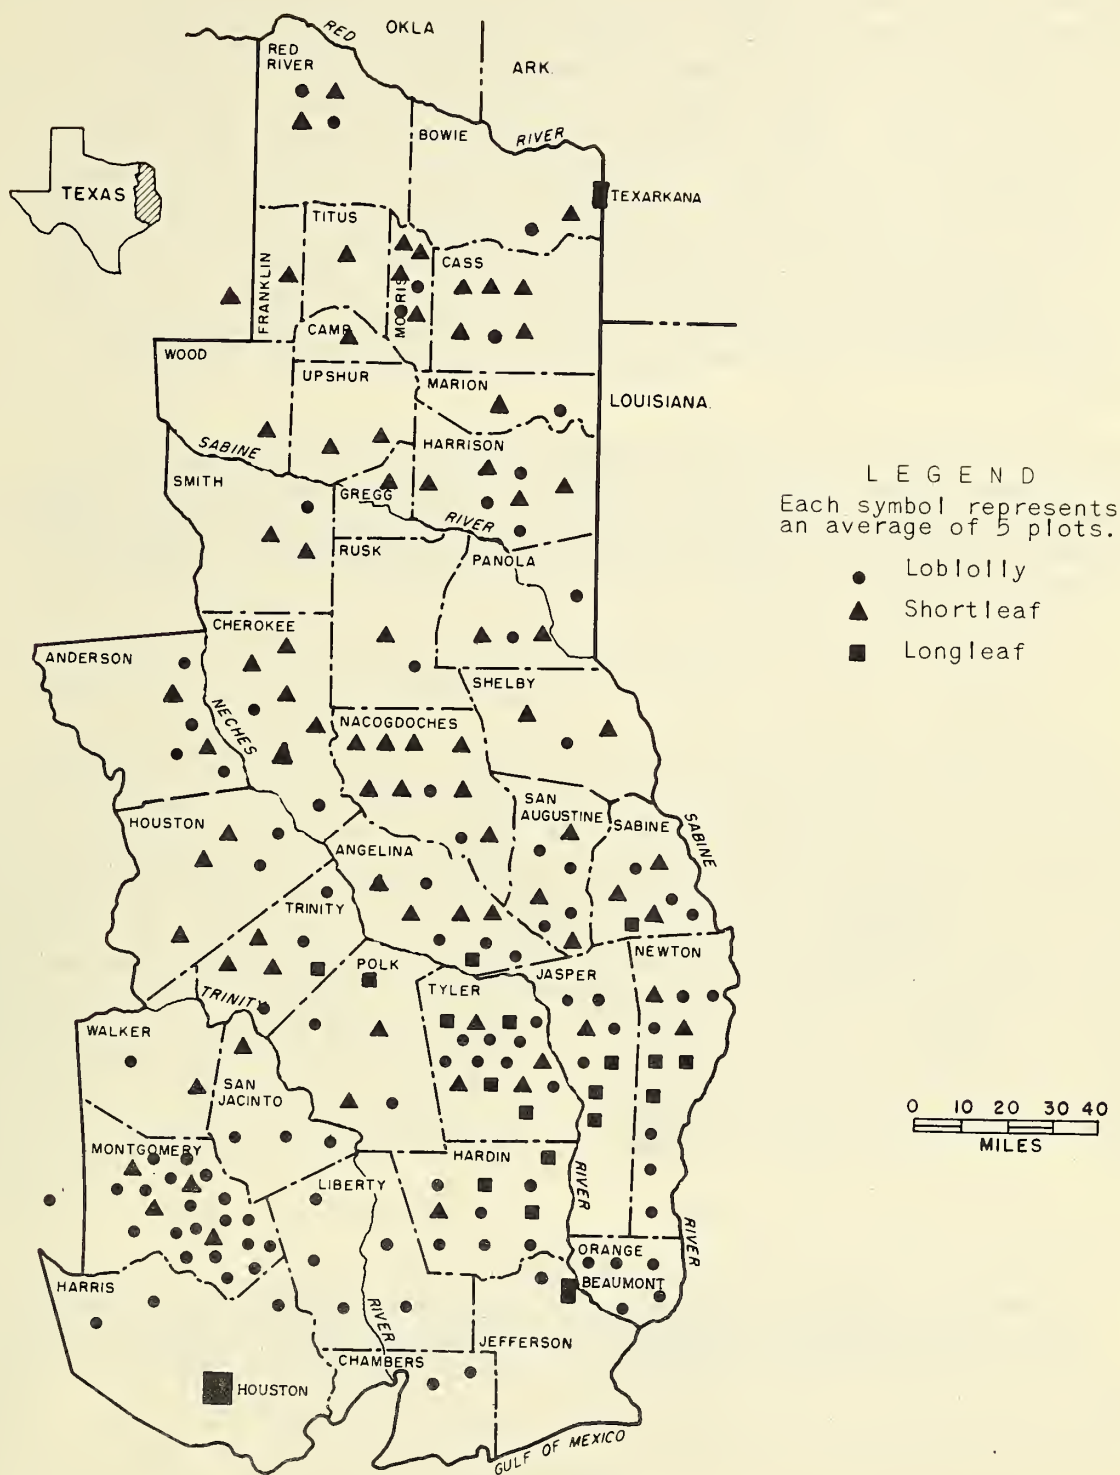 OKLA
RED
RED
RIVER
ARK.
BOWIE
RIVER
TEXAS
TEXARKANA
TITUS
FRANKLIN
MORRIS
CASS
CAMP
WOOD
UPSHUR
MARION
LOUISIANA.
SABINE
HARRISON
SMITH
GREGG
RIVER
RUSK
PANOLA
LEGEND
Each symbol represents
an average of 5 plots.
Loblolly
Shortleaf
Longleaf
CHEROKEE
ANDERSON
SHELBY
NECHES
NACOGDOCHES
HOUSTON
SAN
AUGUSTINE
SABINE
SABINE
ANGELINA
TRINITY
NEWTON
POLK
JASPER
TYLER
TRINITY
WALKER
SAN
JACINTO
0 10 20 30 40
MILES
MONTGOMERY
HARDIN
LIBERTY
RIVER
RIVER
ORANGE
HARRIS
BEAUMONT
RIVER
JEFFERSON
CHAMBERS
HOUSTON
GULF OF MEXICO